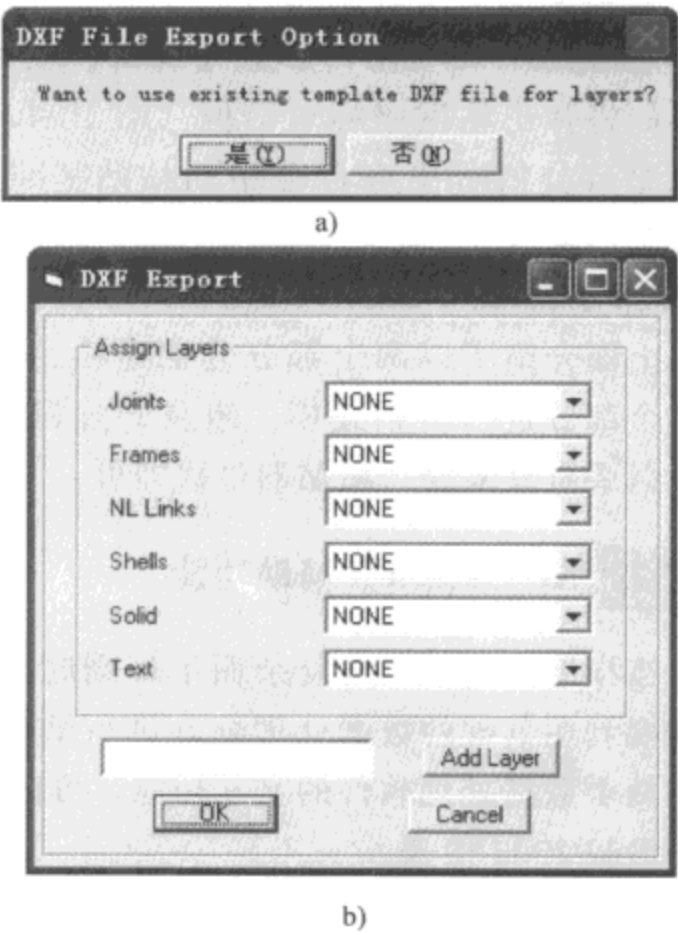 DXF File Export Option
Want to use existing template DXF file for layers?
是(Y) 否(N)
a)
DXF Export
Assign Layers
Joints NONE
Frames NONE
NL Links NONE
Shells NONE
Solid NONE
Text NONE
Add Layer
OK Cancel
b)